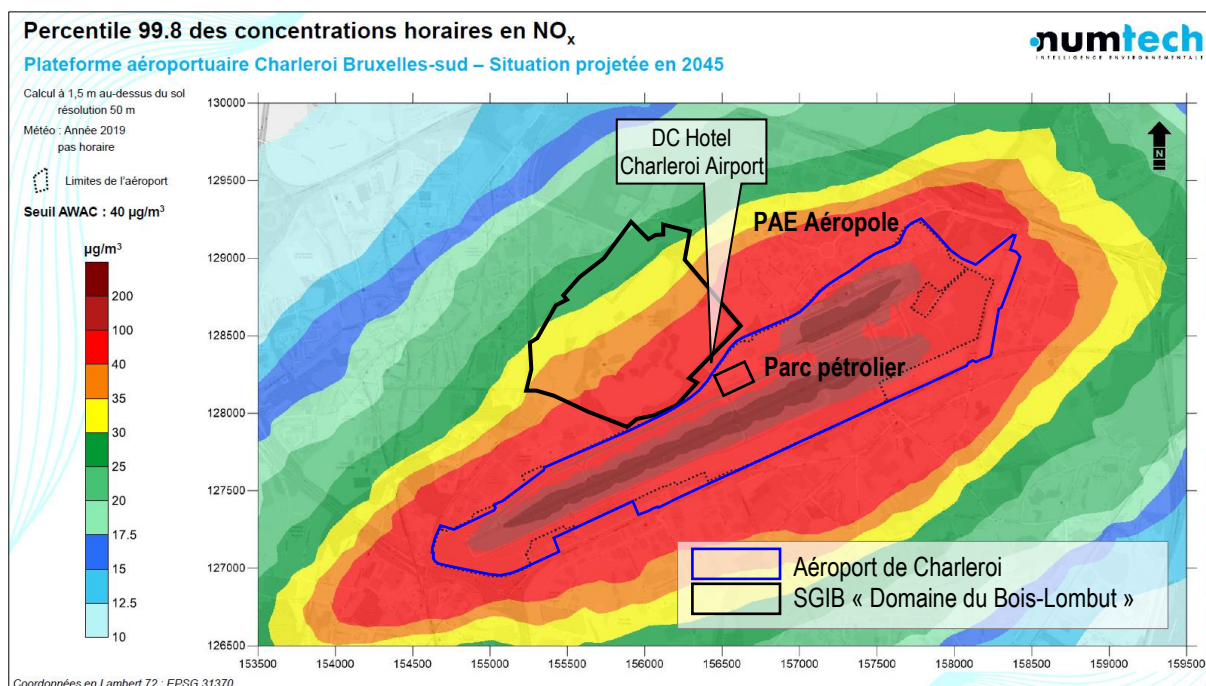 Percentile 99.8 des concentrations horaires en NOx
numtech
INTELLIGENCE ENVIRONNEMENTALE
Plateforme aéroportuaire Charleroi Bruxelles-sud – Situation projetée en 2045
Calcul à 1,5 m au-dessus du sol
résolution 50 m
Météo : Année 2019
pas horaire
Limites de l'aéroport
Seuil AWAC : 40 µg/m³
µg/m³
200
100
40
35
30
25
20
17.5
15
12.5
10
130000
129500
129000
128500
128000
127500
127000
126500
DC Hotel
Charleroi Airport
N
PAE Aéropole
Parc pétrolier
Aéroport de Charleroi
SGIB « Domaine du Bois-Lombut »
153500 154000 154500 155000 155500 156000 156500 157000 157500 158000 158500 159000 159500
Coordonnées en Lambert 72 : EPSG 31370